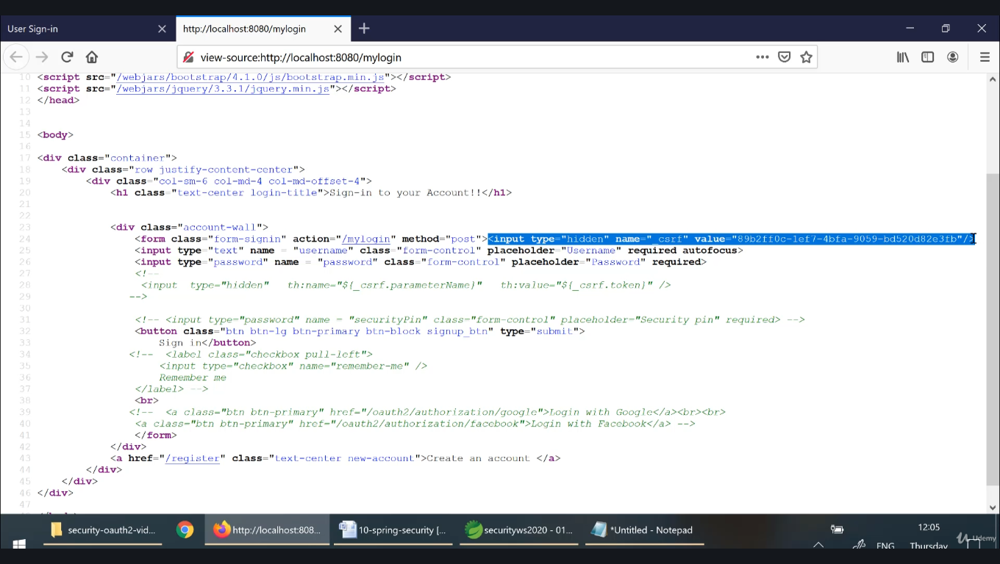 User Sign-in
http://localhost:8080/mylogin
view-source:http://localhost:8080/mylogin
10 <script src="/webjars/bootstrap/4.1.0/js/bootstrap.min.js"></script>
11 <script src="/webjars/jquery/3.3.1/jquery.min.js"></script>
12 </head>
13
14
15 <body>
16
17 <div class="container">
18 <div class="row justify-content-center">
19 <div class="col-sm-6 col-md-4 col-md-offset-4">
20 <h1 class="text-center login-title">Sign-in to your Account!!</h1>
21
22
23 <div class="account-wall">
24 <form class="form-signin" action="/mylogin" method="post"><input type="hidden" name="_csrf" value="89b2ff0c-1ef7-4bfa-9059-bd520d82e3fb"/>
25 <input type="text" name = "username" class="form-control" placeholder="Username" required autofocus>
26 <input type="password" name = "password" class="form-control" placeholder="Password" required>
27 <!--
28 <input type="hidden" th:name="${_csrf.parameterName}" th:value="${_csrf.token}" />
29 -->
30
31 <!-- <input type="password" name = "securityPin" class="form-control" placeholder="Security pin" required> -->
32 <button class="btn btn-lg btn-primary btn-block signup_btn" type="submit">
33 Sign in</button>
34 <!-- <label class="checkbox pull-left">
35 <input type="checkbox" name="remember-me" />
36 Remember me
37 </label> -->
38 <br>
39 <!-- <a class="btn btn-primary" href="/oauth2/authorization/google">Login with Google</a><br><br>
40 <a class="btn btn-primary" href="/oauth2/authorization/facebook">Login with Facebook</a> -->
41 </form>
42 </div>
43 <a href="/register" class="text-center new-account">Create an account </a>
44 </div>
45 </div>
46 </div>
47
security-oauth2-vid...
http://localhost:808...
10-spring-security [...
securityws2020 - 01...
*Untitled - Notepad
12:05
ENG
Thursday
Udemy